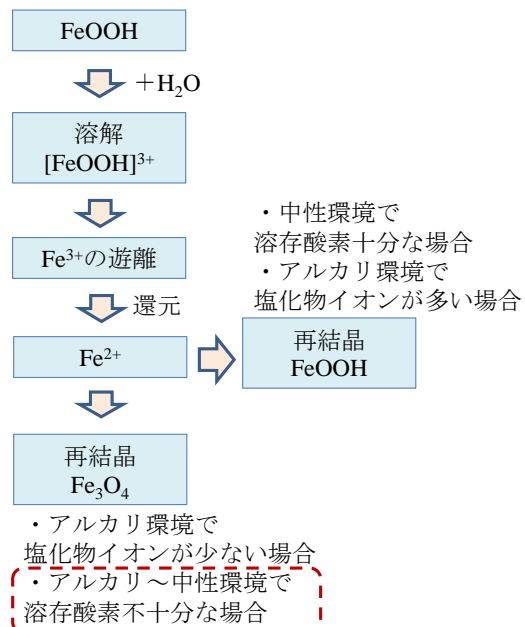 FeOOH
＋H₂O
溶解
[FeOOH]³⁺
Fe³⁺の遊離
還元
Fe²⁺
・中性環境で
溶存酸素十分な場合
・アルカリ環境で
塩化物イオンが多い場合
再結晶
FeOOH
再結晶
Fe₃O₄
・アルカリ環境で
塩化物イオンが少ない場合
・アルカリ～中性環境で
溶存酸素不十分な場合